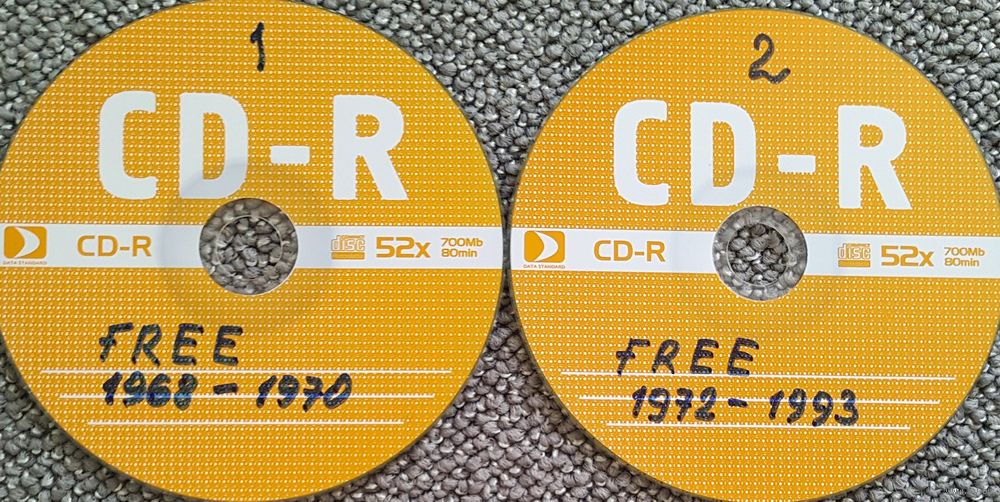 1
CD-R
DATA STANDARD
CD-R
disc
52x
700Mb
80min
FREE
1968 - 1970
2
CD-R
DATA STANDARD
CD-R
disc
52x
700Mb
80min
FREE
1972 - 1993